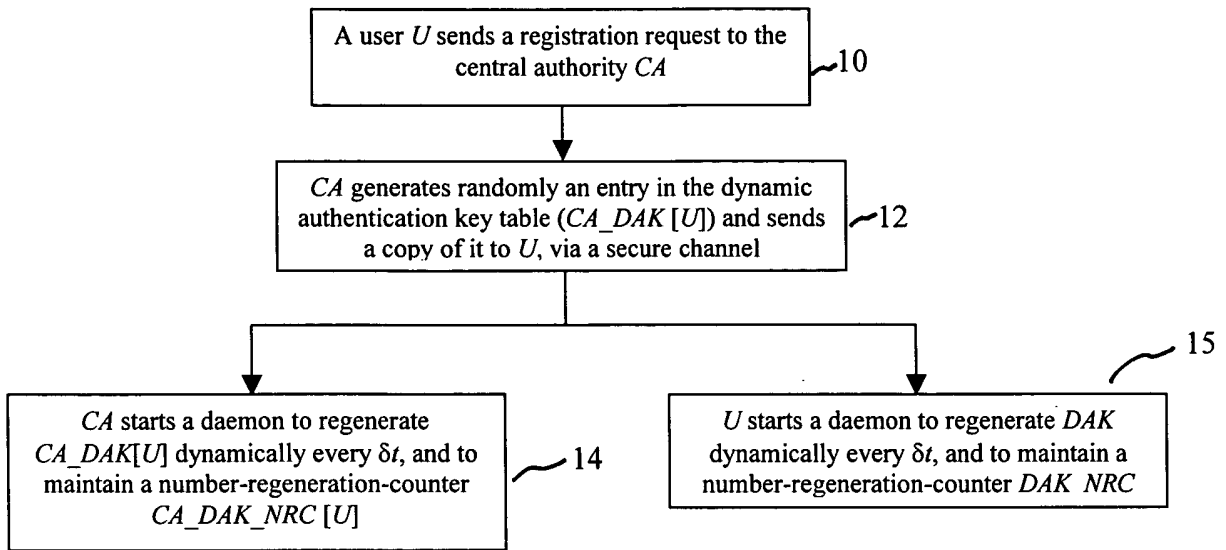 A user U sends a registration request to the
central authority CA
10
CA generates randomly an entry in the dynamic
authentication key table (CA_DAK [U]) and sends
a copy of it to U, via a secure channel
12
15
CA starts a daemon to regenerate
CA_DAK[U] dynamically every δt, and to
maintain a number-regeneration-counter
CA_DAK_NRC [U]
14
U starts a daemon to regenerate DAK
dynamically every δt, and to maintain a
number-regeneration-counter DAK NRC